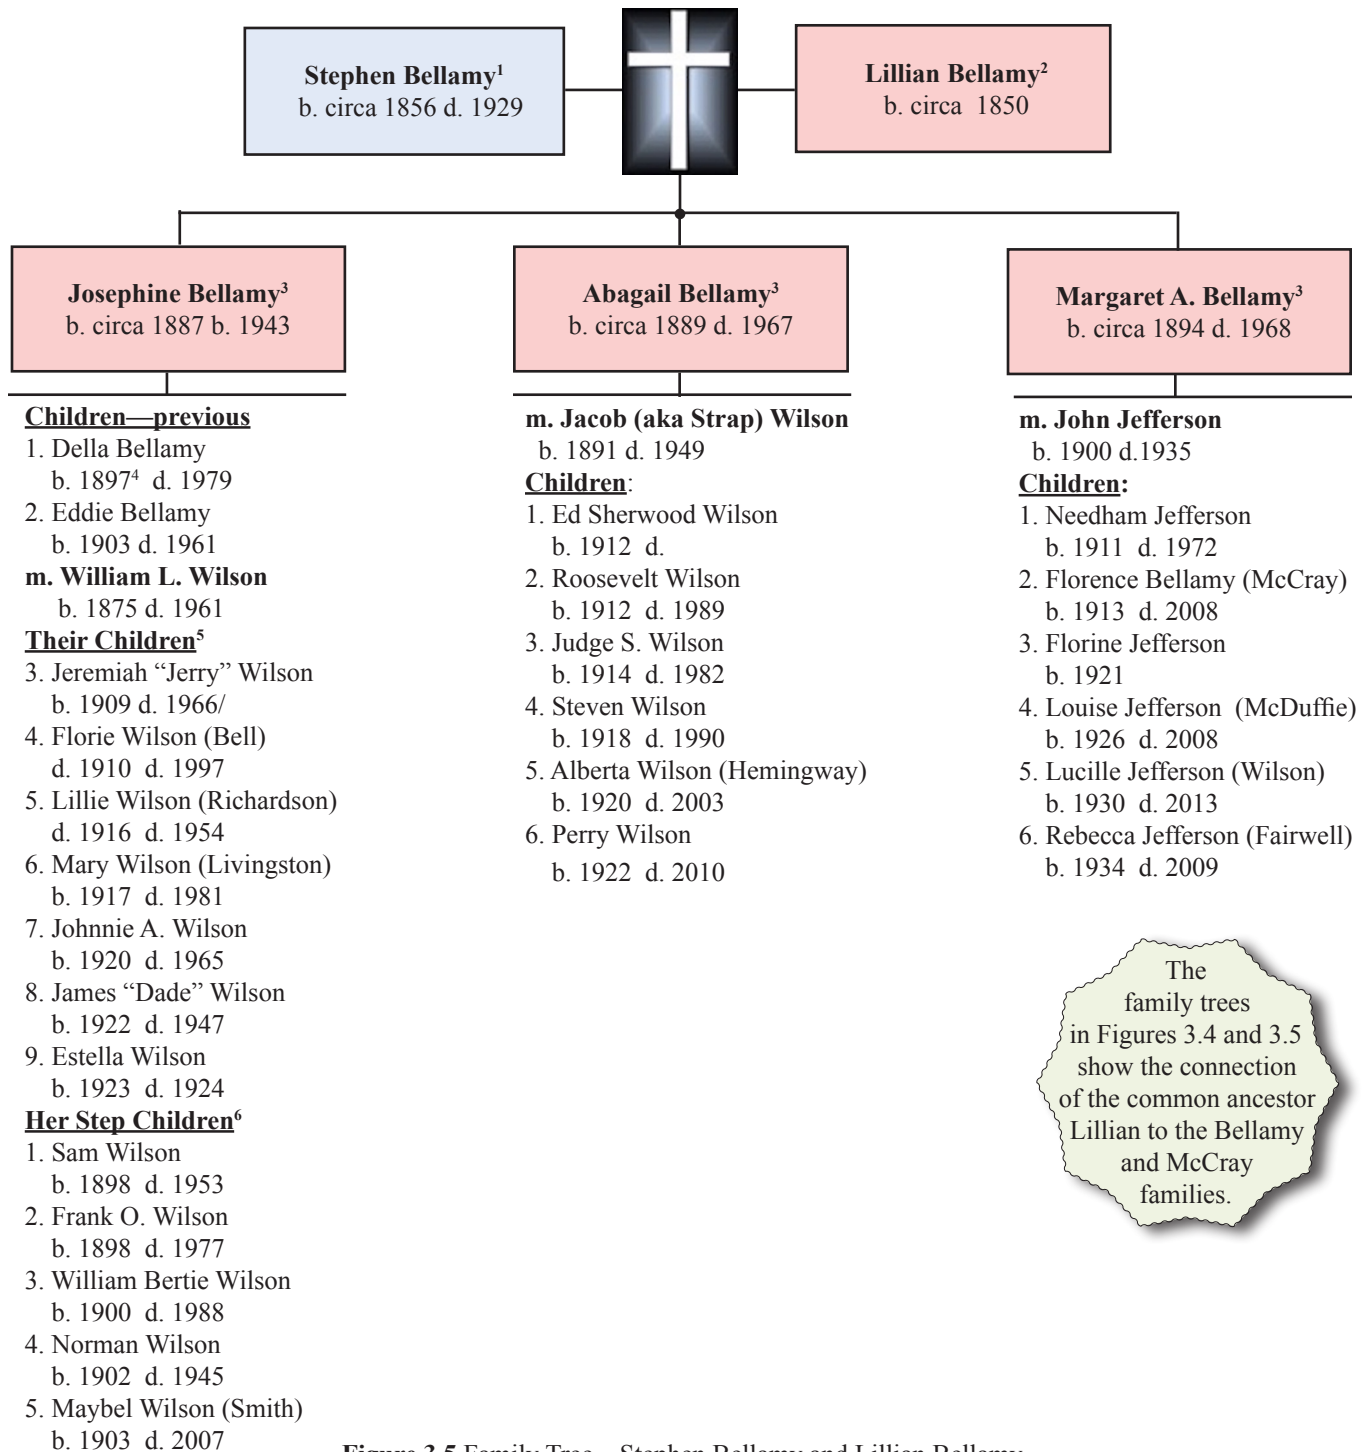 Stephen Bellamy¹
b. circa 1856 d. 1929
Lillian Bellamy²
b. circa 1850
Josephine Bellamy³
b. circa 1887 b. 1943
Abagail Bellamy³
b. circa 1889 d. 1967
Margaret A. Bellamy³
b. circa 1894 d. 1968
Children—previous
1. Della Bellamy
b. 1897⁴ d. 1979
2. Eddie Bellamy
b. 1903 d. 1961
m. William L. Wilson
b. 1875 d. 1961
Their Children⁵
3. Jeremiah “Jerry” Wilson
b. 1909 d. 1966/
4. Florie Wilson (Bell)
d. 1910 d. 1997
5. Lillie Wilson (Richardson)
d. 1916 d. 1954
6. Mary Wilson (Livingston)
b. 1917 d. 1981
7. Johnnie A. Wilson
b. 1920 d. 1965
8. James “Dade” Wilson
b. 1922 d. 1947
9. Estella Wilson
b. 1923 d. 1924
Her Step Children⁶
1. Sam Wilson
b. 1898 d. 1953
2. Frank O. Wilson
b. 1898 d. 1977
3. William Bertie Wilson
b. 1900 d. 1988
4. Norman Wilson
b. 1902 d. 1945
5. Maybel Wilson (Smith)
b. 1903 d. 2007
m. Jacob (aka Strap) Wilson
b. 1891 d. 1949
Children:
1. Ed Sherwood Wilson
b. 1912 d.
2. Roosevelt Wilson
b. 1912 d. 1989
3. Judge S. Wilson
b. 1914 d. 1982
4. Steven Wilson
b. 1918 d. 1990
5. Alberta Wilson (Hemingway)
b. 1920 d. 2003
6. Perry Wilson
b. 1922 d. 2010
m. John Jefferson
b. 1900 d.1935
Children:
1. Needham Jefferson
b. 1911 d. 1972
2. Florence Bellamy (McCray)
b. 1913 d. 2008
3. Florine Jefferson
b. 1921
4. Louise Jefferson (McDuffie)
b. 1926 d. 2008
5. Lucille Jefferson (Wilson)
b. 1930 d. 2013
6. Rebecca Jefferson (Fairwell)
b. 1934 d. 2009
The
family trees
in Figures 3.4 and 3.5
show the connection
of the common ancestor
Lillian to the Bellamy
and McCray
families.
Figure 3.5 Family Tree – Stephen Bellamy and Lillian Bellamy